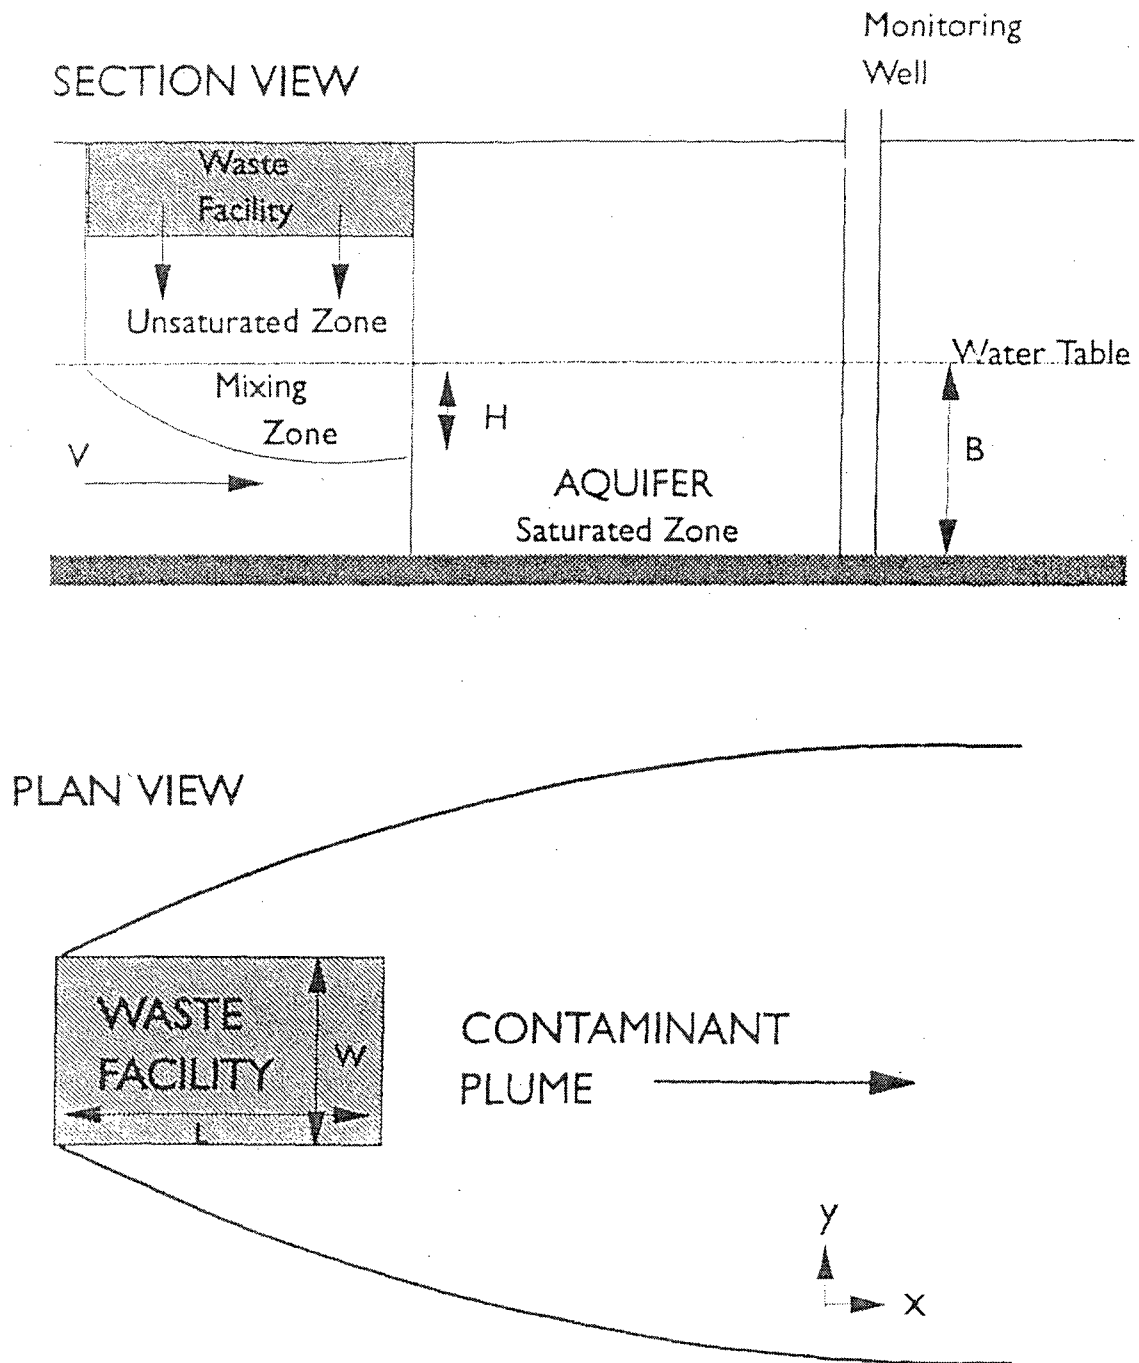 Monitoring
Well
SECTION VIEW
Waste
Facility
Unsaturated Zone
Water Table
Mixing
Zone
H
B
V
AQUIFER
Saturated Zone
PLAN VIEW
WASTE
FACILITY
W
L
CONTAMINANT
PLUME
y
x